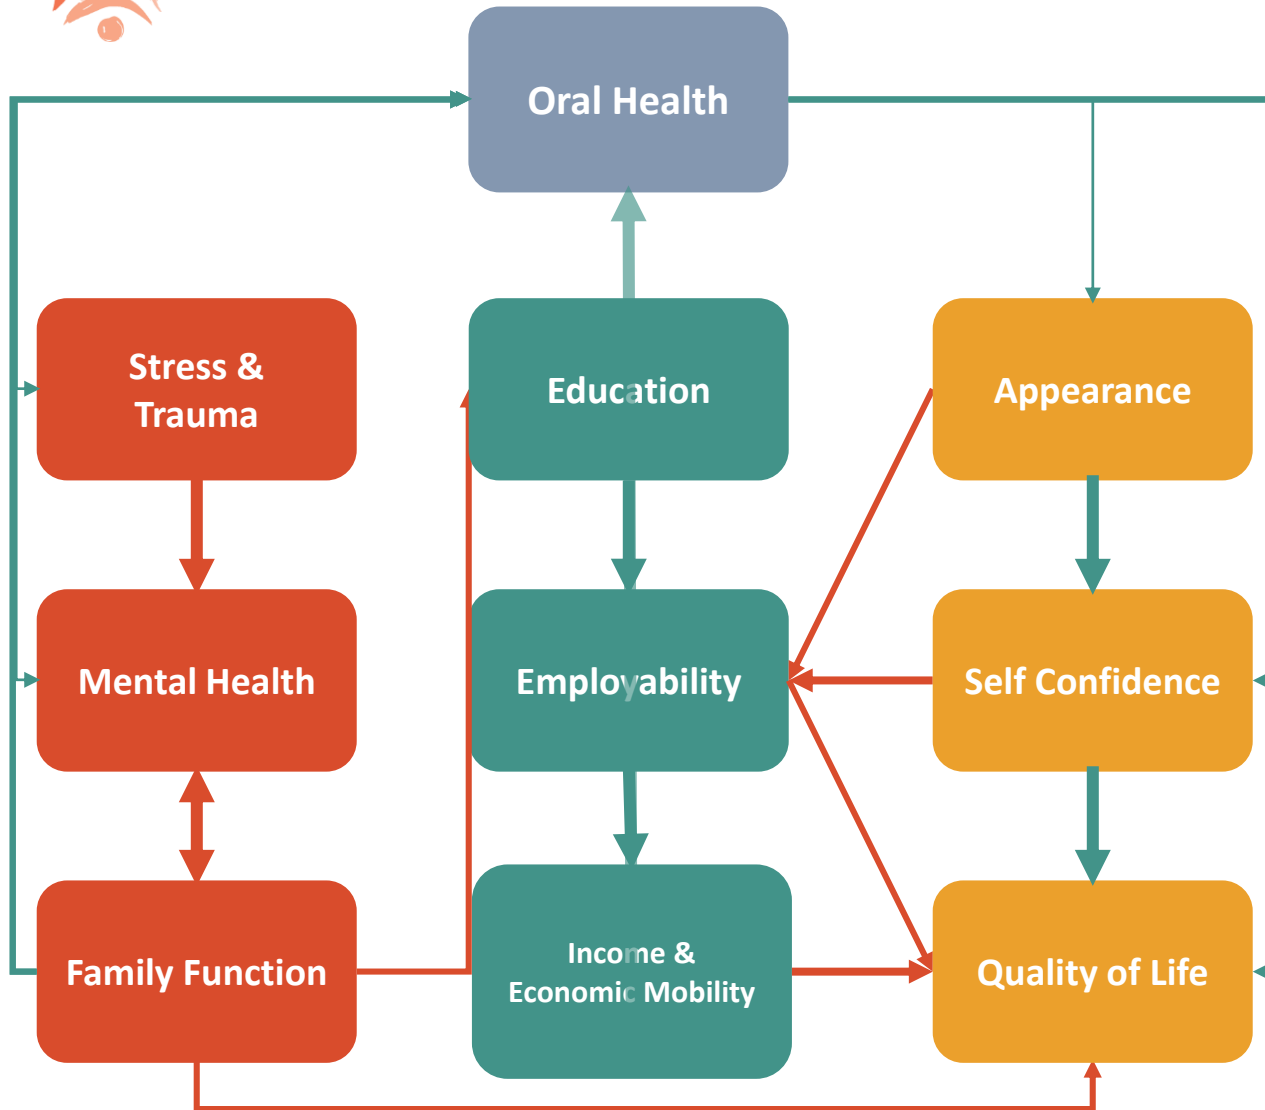 Oral Health
Stress &
Trauma
Education
Appearance
Mental Health
Employability
Self Confidence
Family Function
Income &
Economic Mobility
Quality of Life